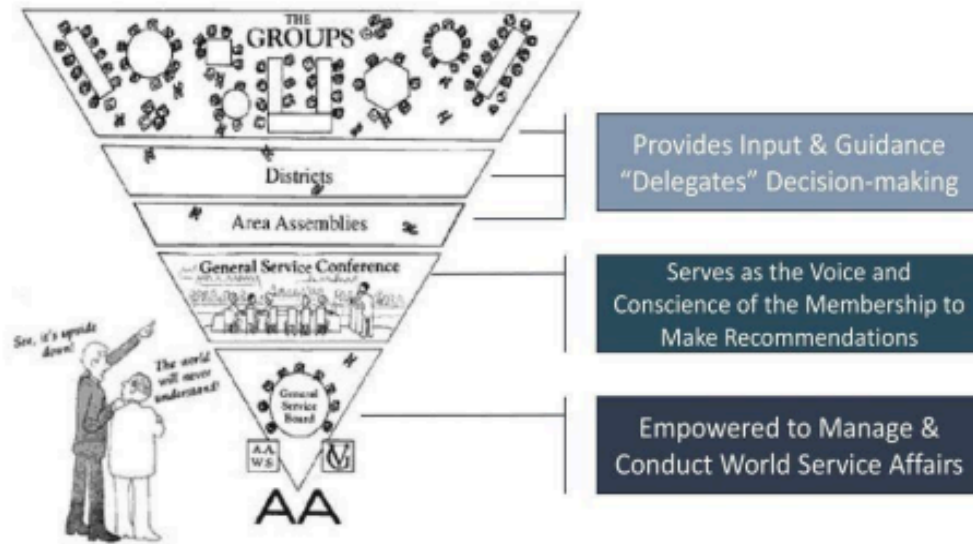 THE
GROUPS
Districts
Area Assemblies
General Service Conference
General
Service
Board
A.A.
W.S.
GV
AA
See, it's upside
down!
The world
will never
understand!
Provides Input & Guidance
“Delegates” Decision-making
Serves as the Voice and
Conscience of the Membership to
Make Recommendations
Empowered to Manage &
Conduct World Service Affairs